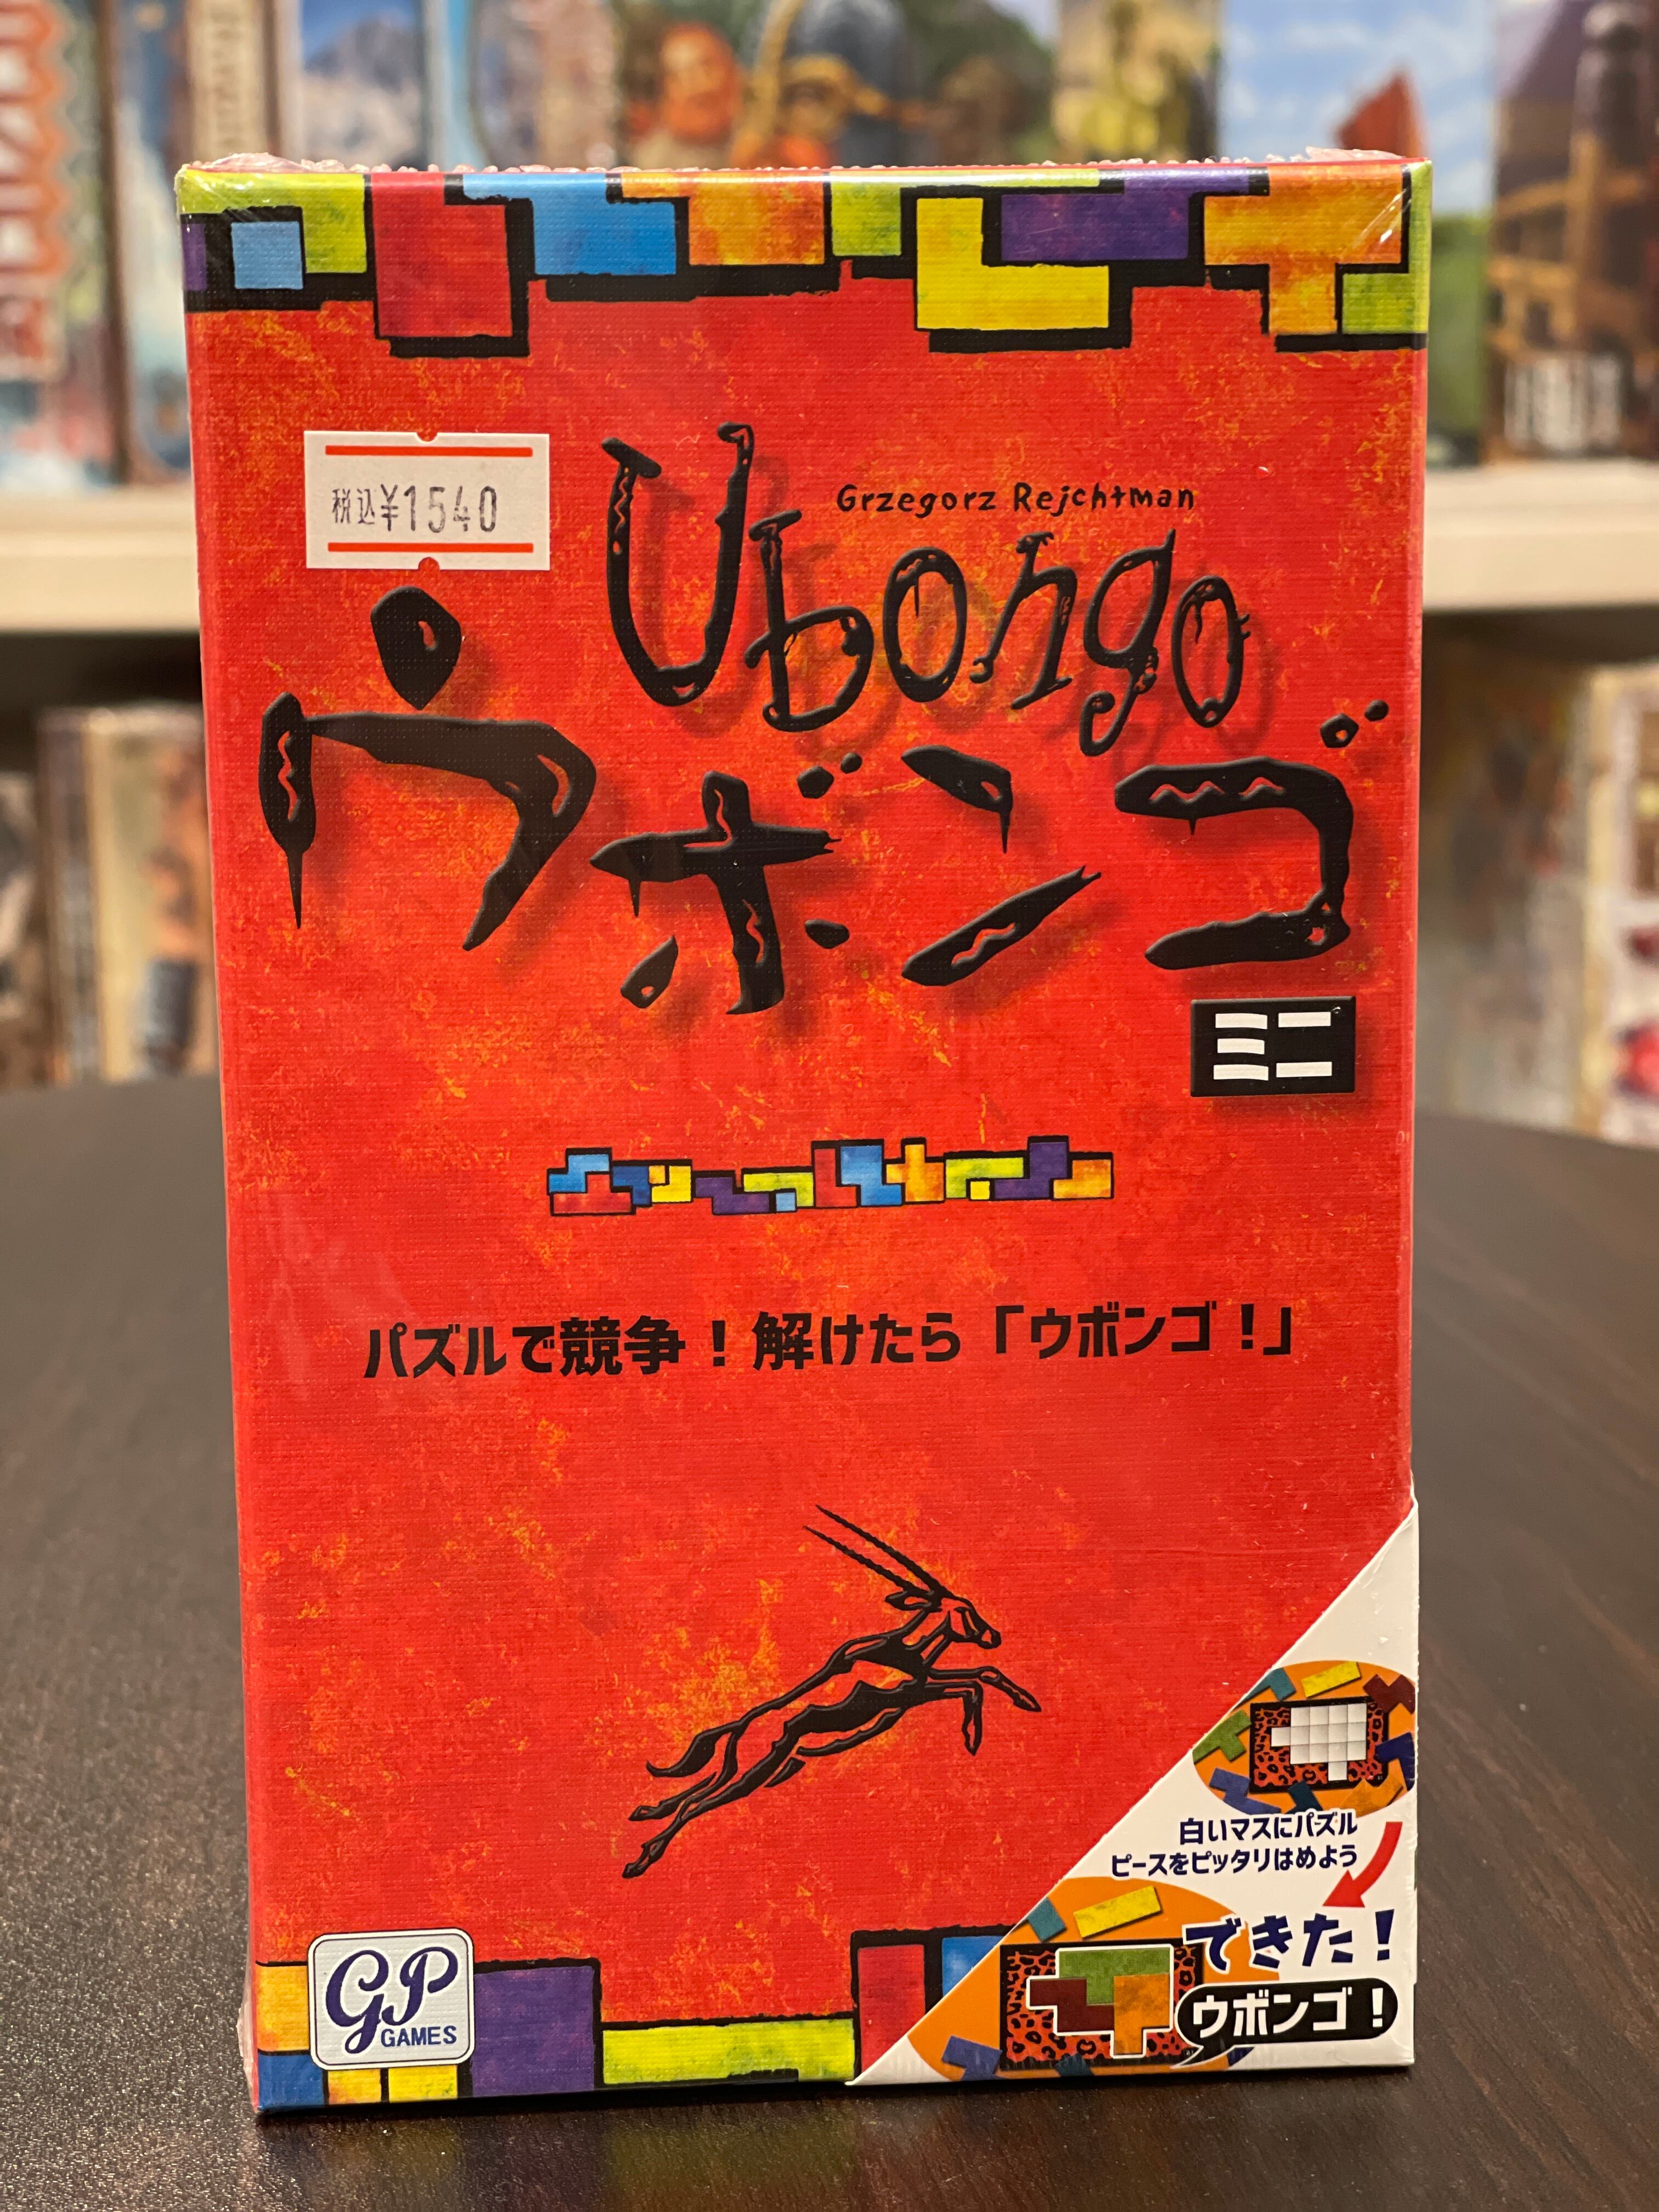 税込¥1540
Grzegorz Rejchtman
Ubongo
ウボンゴ
ミニ
パズルで競争！解けたら「ウボンゴ！」
白いマスにパズル
ピースをピッタリはめよう
できた！
ウボンゴ！
GP
GAMES